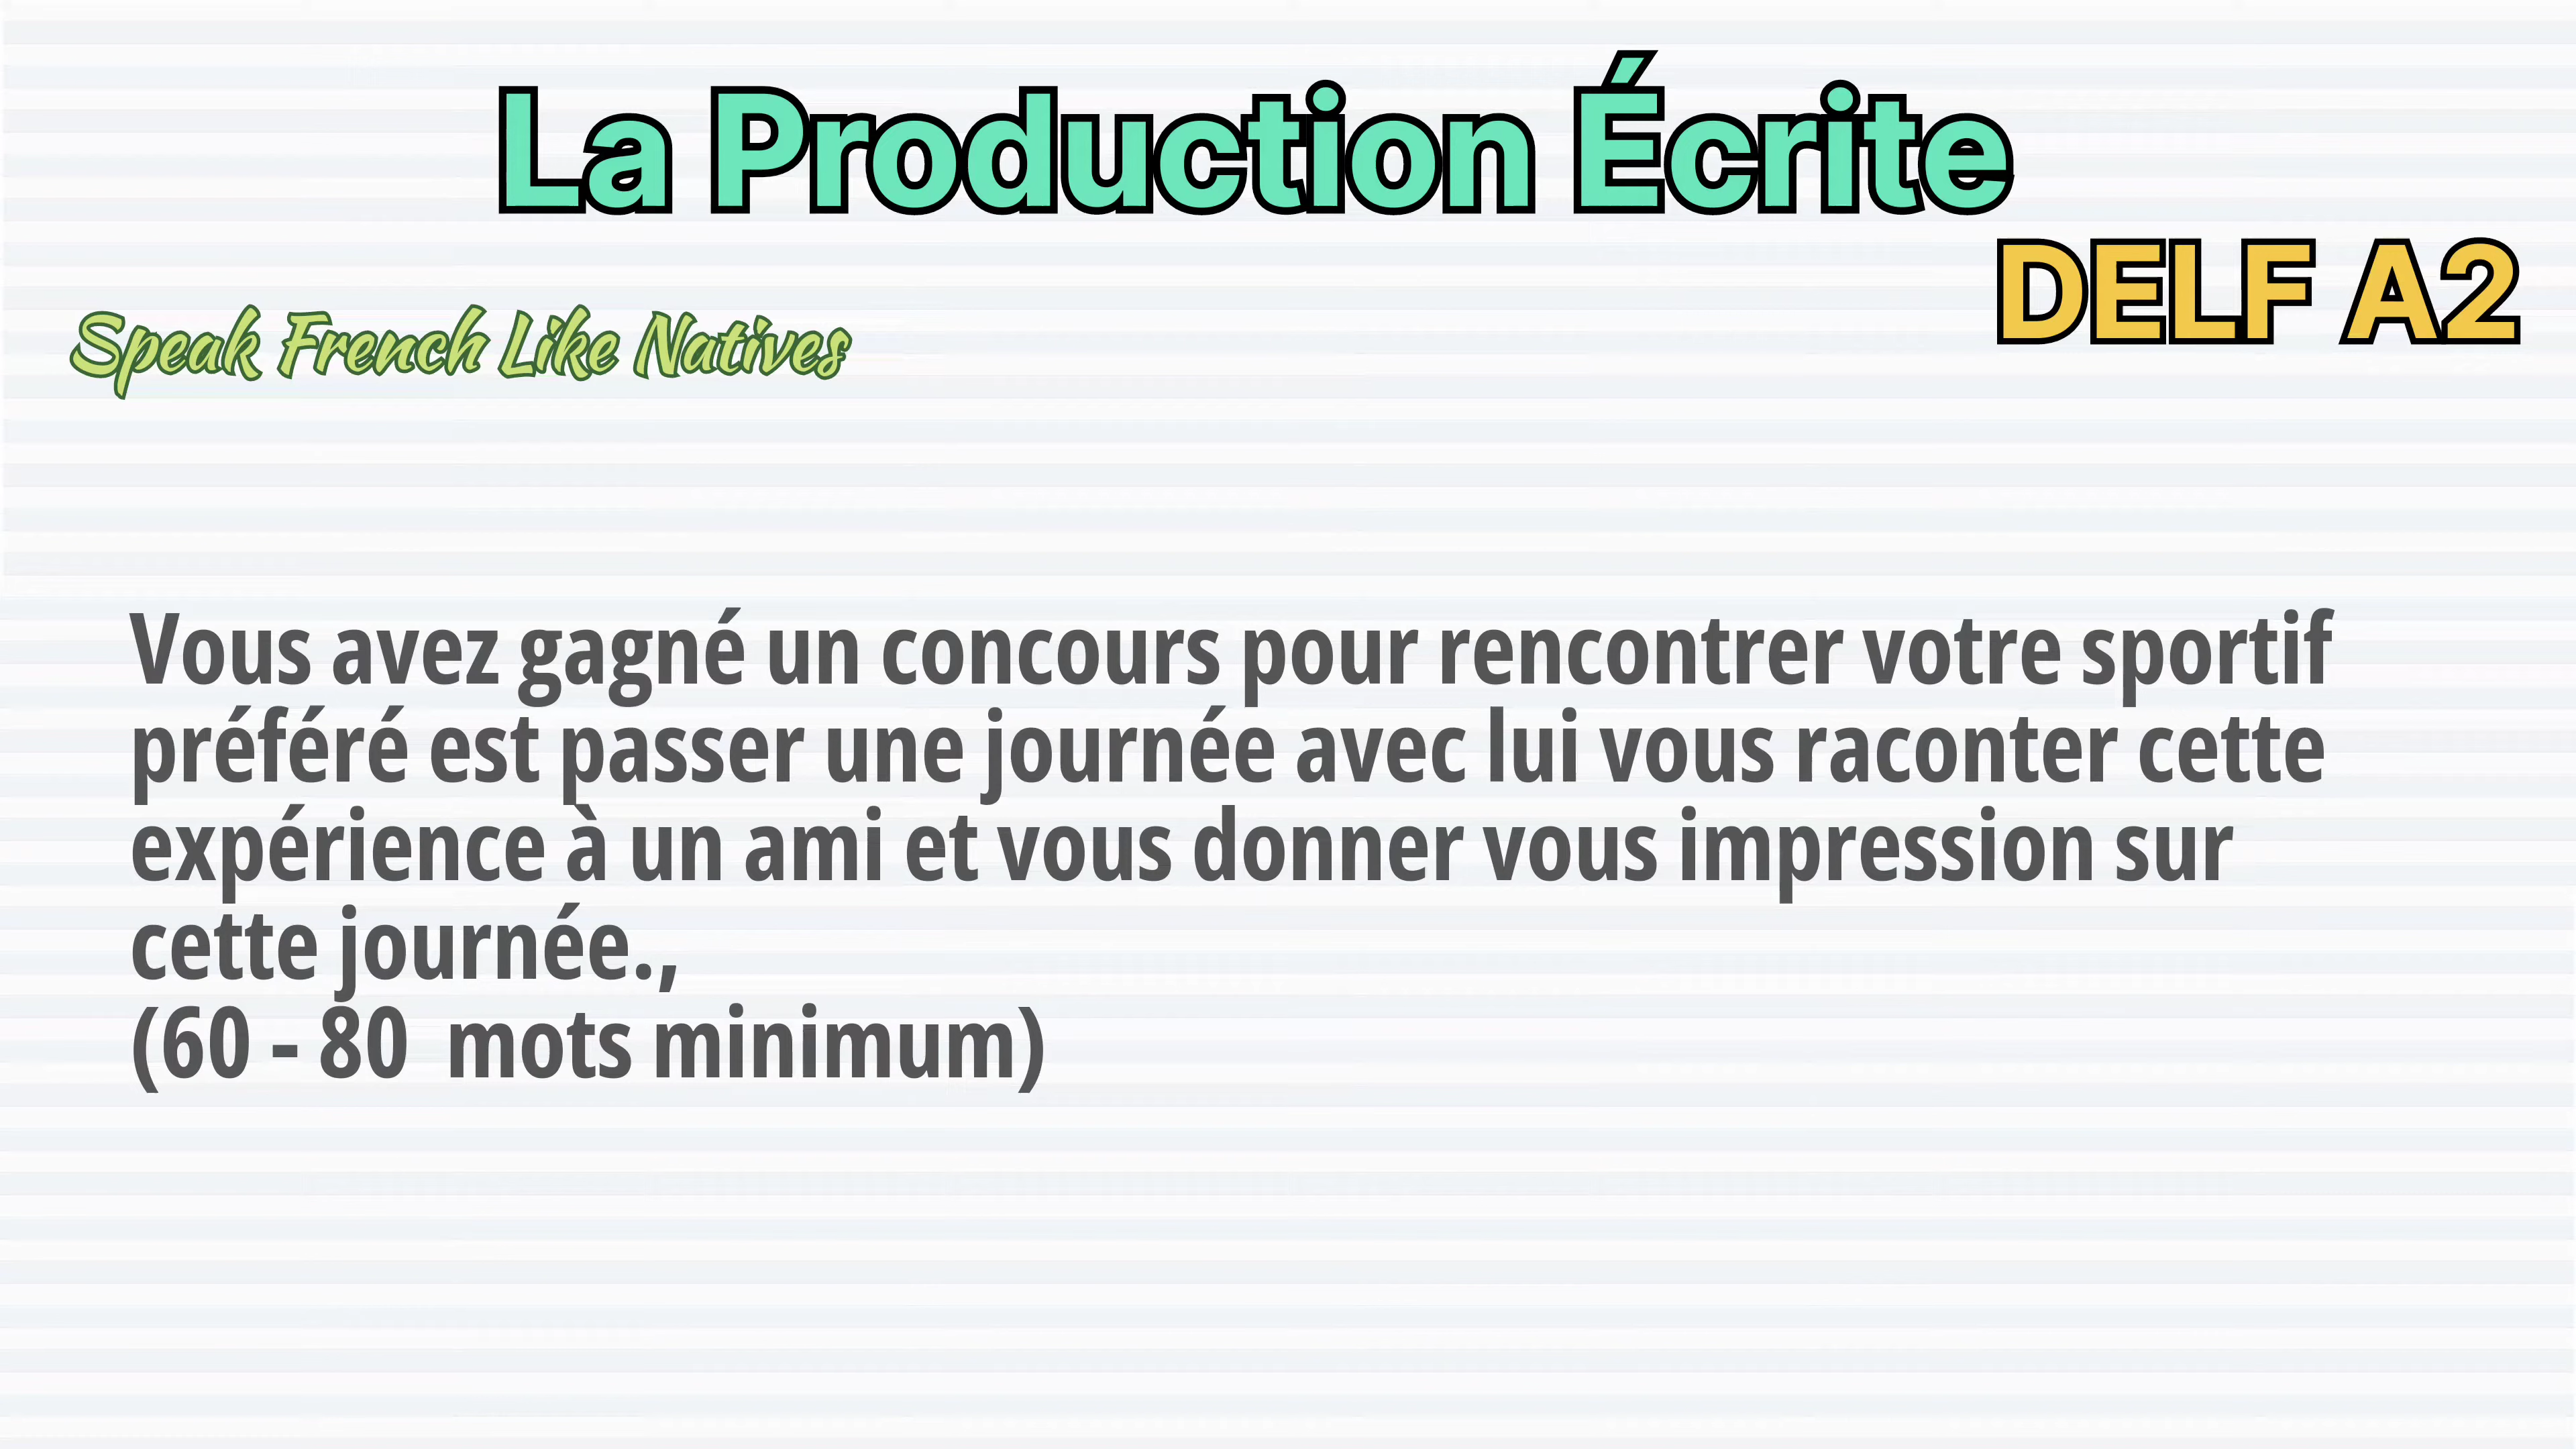 La Production Écrite
DELF A2
Speak French Like Natives
Vous avez gagné un concours pour rencontrer votre sportif
préféré est passer une journée avec lui vous raconter cette
expérience à un ami et vous donner vous impression sur
cette journée.,
(60 - 80  mots minimum)